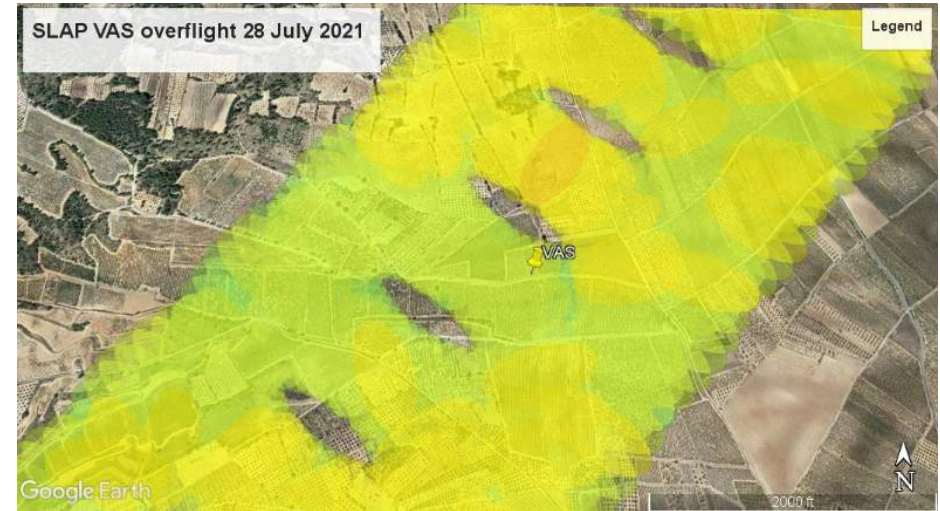 SLAP VAS overflight 28 July 2021
Legend
VAS
Google Earth
N
2000 ft